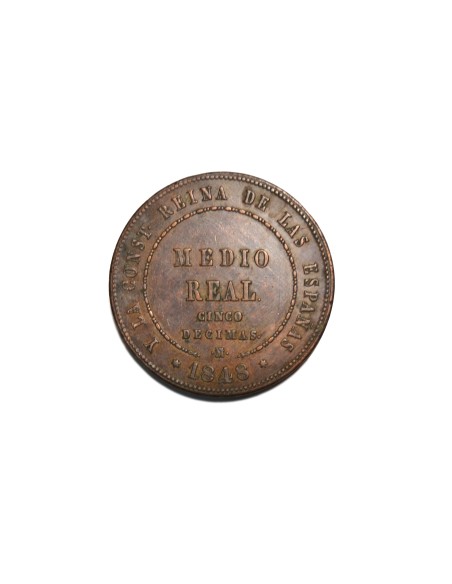 Y LA CONST. REINA DE LAS ESPAÑAS
MEDIO
REAL.
CINCO
DECIMAS.
M.
* 1848 *